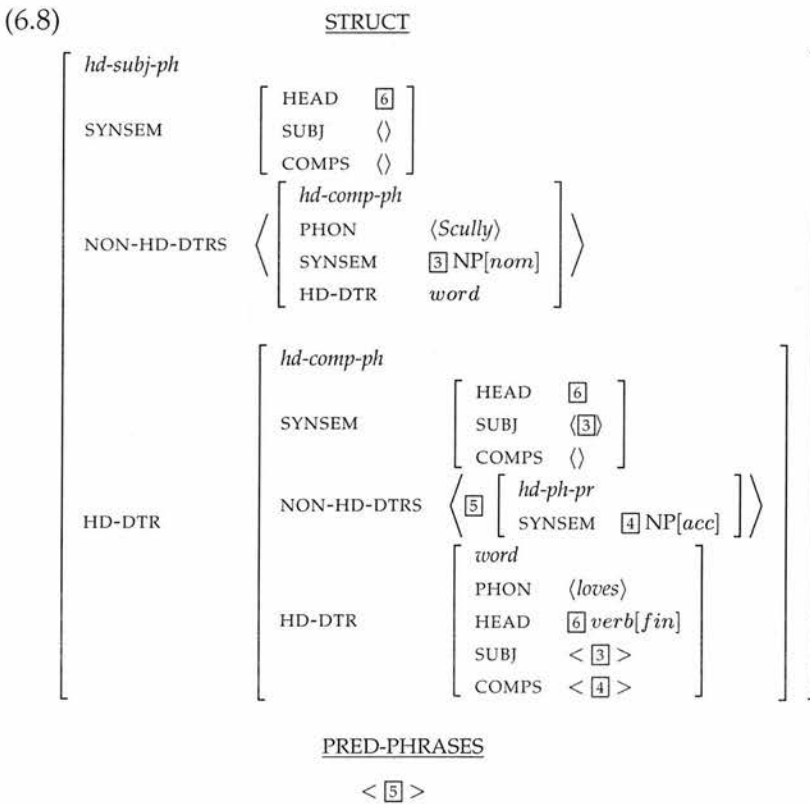 (6.8) STRUCT
hd-subj-ph
SYNSEM HEAD [6]
SUBJ ⟨⟩
COMPS ⟨⟩
NON-HD-DTRS ⟨ hd-comp-ph
PHON ⟨Scully⟩
SYNSEM [3] NP[nom]
HD-DTR word ⟩
HD-DTR hd-comp-ph
SYNSEM HEAD [6]
SUBJ ⟨[3]⟩
COMPS ⟨⟩
NON-HD-DTRS ⟨ [5] hd-ph-pr
SYNSEM [4] NP[acc] ⟩
HD-DTR word
PHON ⟨loves⟩
HEAD [6] verb[fin]
SUBJ < [3] >
COMPS < [4] >
PRED-PHRASES
< [5] >